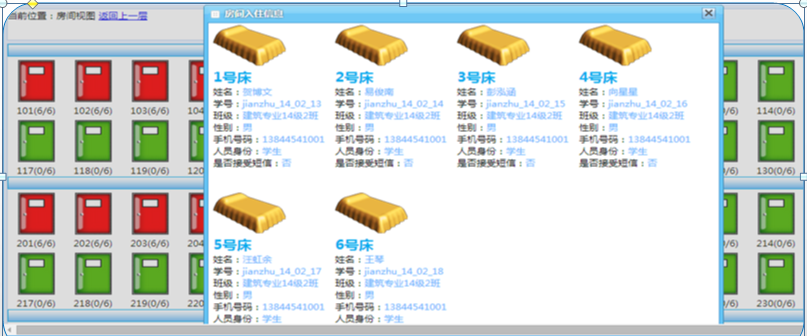 当前位置：房间视图 返回上一层
房间入住信息
101(6/6) 102(6/6) 103(6/6)
114(0/6)
117(0/6) 118(0/6) 119(0/6)
130(0/6)
201(6/6) 202(6/6) 203(6/6)
214(0/6)
217(0/6) 218(0/6) 219(0/6)
230(0/6)
1号床 2号床 3号床 4号床
姓名：贺博文 姓名：易俊南 姓名：彭泓涵 姓名：向星星
学号：jianzhu_14_02_13 学号：jianzhu_14_02_14 学号：jianzhu_14_02_15 学号：jianzhu_14_02_16
班级：建筑专业14级2班 班级：建筑专业14级2班 班级：建筑专业14级2班 班级：建筑专业14级2班
性别：男 性别：男 性别：男 性别：男
手机号码：13844541001 手机号码：13844541001 手机号码：13844541001 手机号码：13844541001
人员身份：学生 人员身份：学生 人员身份：学生 人员身份：学生
是否接受短信：否 是否接受短信：否 是否接受短信：否 是否接受短信：否
5号床 6号床
姓名：汪虹余 姓名：王琴
学号：jianzhu_14_02_17 学号：jianzhu_14_02_18
班级：建筑专业14级2班 班级：建筑专业14级2班
性别：男 性别：男
手机号码：13844541001 手机号码：13844541001
人员身份：学生 人员身份：学生